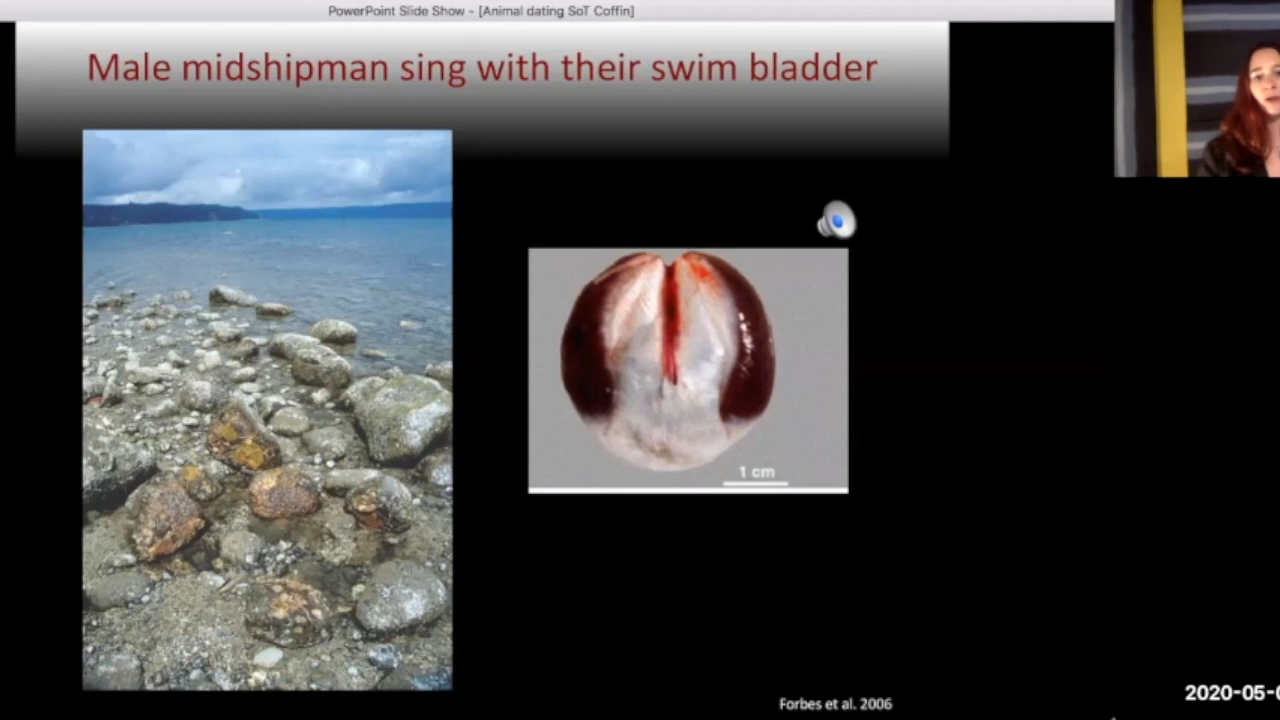 PowerPoint Slide Show - [Animal dating SoT Coffin]
Male midshipman sing with their swim bladder
1 cm
Forbes et al. 2006
2020-05-0